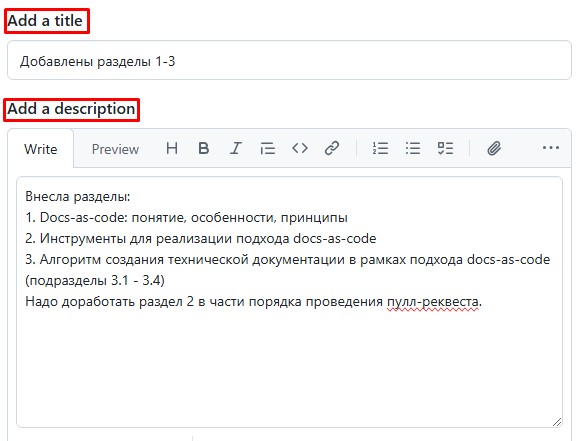 Add a title
Добавлены разделы 1-3
Add a description
Write Preview H B I
Внесла разделы:
1. Docs-as-code: понятие, особенности, принципы
2. Инструменты для реализации подхода docs-as-code
3. Алгоритм создания технической документации в рамках подхода docs-as-code
(подразделы 3.1 - 3.4)
Надо доработать раздел 2 в части порядка проведения пулл-реквеста.